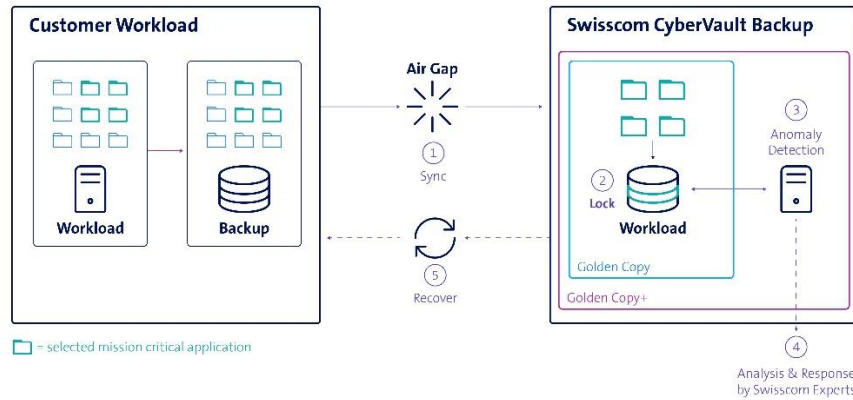 Customer Workload
Workload
Backup
Air Gap
1
Sync
5
Recover
Swisscom CyberVault Backup
2
Lock
Workload
Golden Copy
Golden Copy+
3
Anomaly
Detection
4
Analysis & Response
by Swisscom Experts
= selected mission critical application